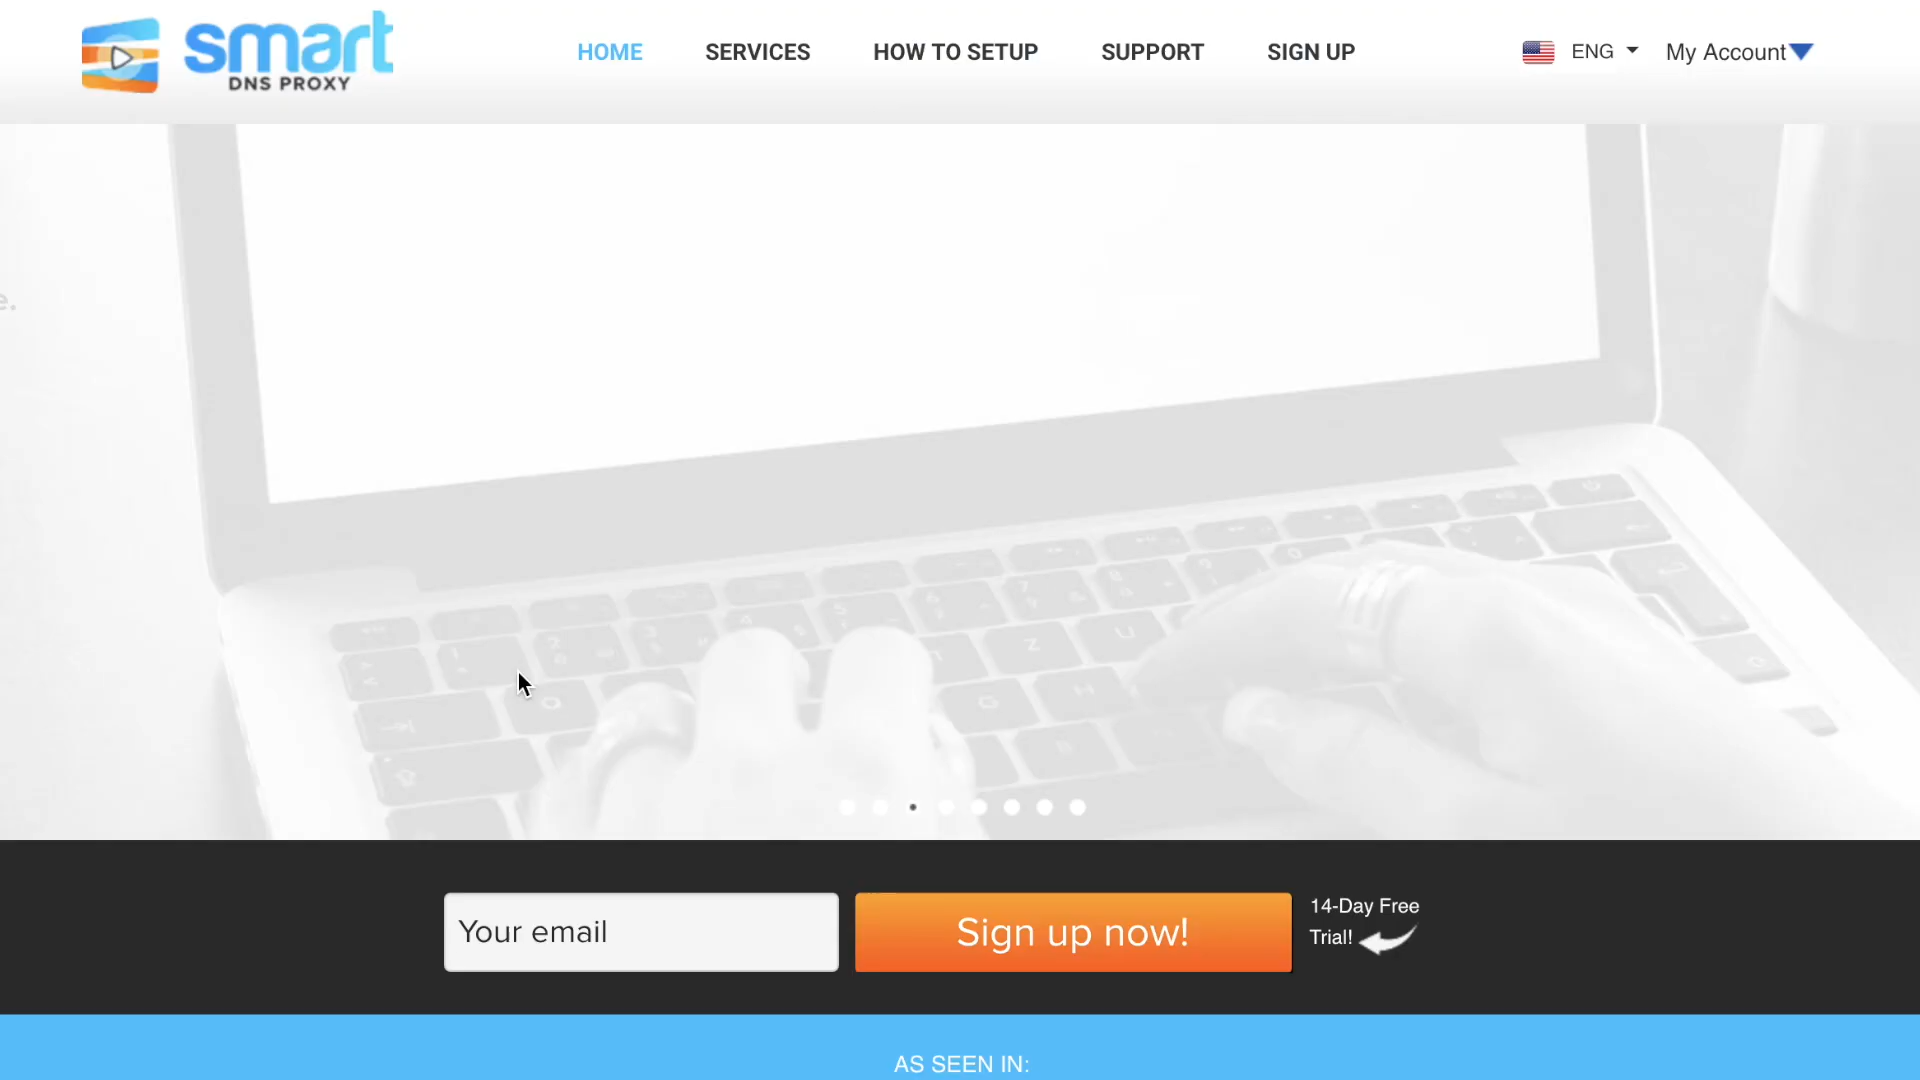 smart
DNS PROXY
HOME
SERVICES
HOW TO SETUP
SUPPORT
SIGN UP
ENG
My Account
e.
Your email
Sign up now!
14-Day Free
Trial!
AS SEEN IN: